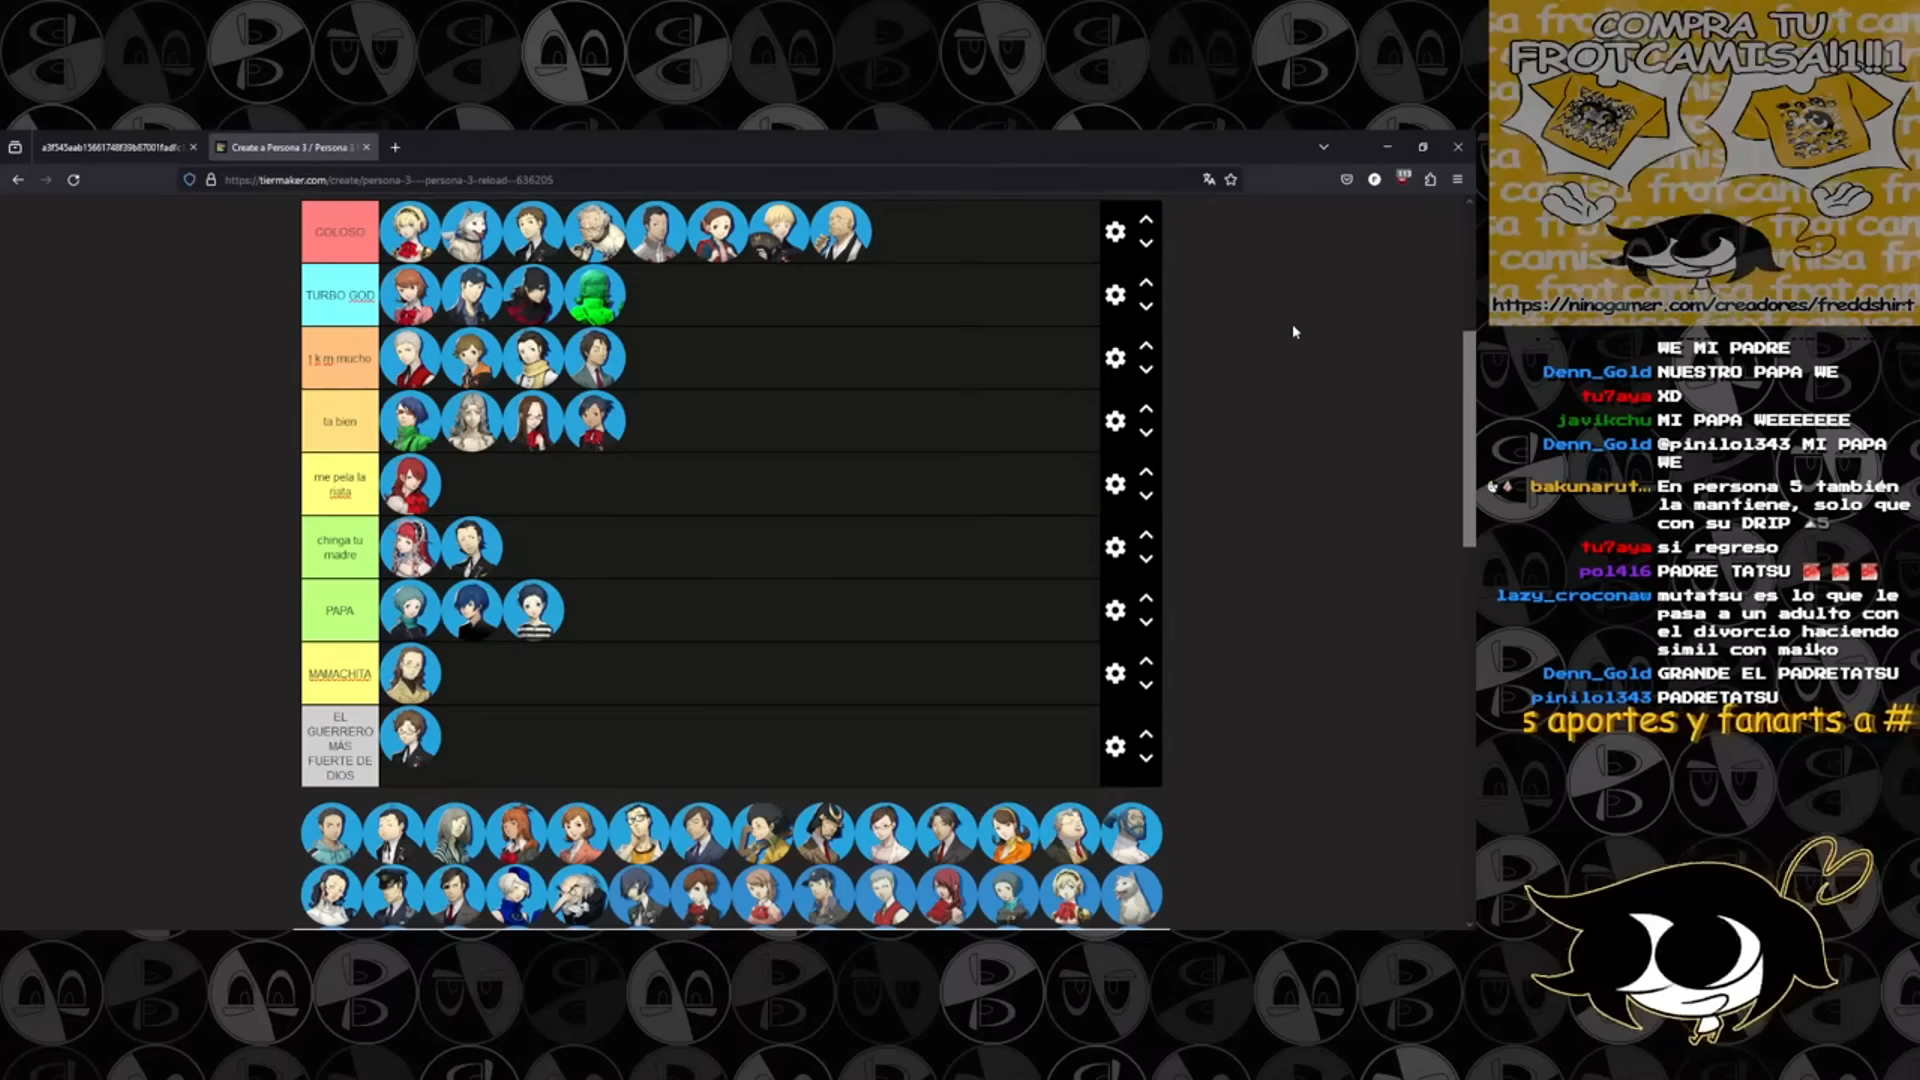 COMPRA TU
FROTCAMISA!1!!!1
https://ninogamer.com/creadores/freddshirt
a3f545aab15661748f39b87001fadfc
Create a Persona 3 / Persona 3
https://tiermaker.com/create/persona-3---persona-3-reload--636205
COLOSO
TURBO GOD
t k m mucho
ta bien
me pela la
riata
chinga tu
madre
PAPA
MAMACHITA
EL
GUERRERO
MÁS
FUERTE DE
DIOS
WE MI PADRE
Denn_Gold NUESTRO PAPA WE
tu7aya XD
javikchu MI PAPA WEEEEEEE
Denn_Gold @pinilol343 MI PAPA
WE
bakunarut… En persona 5 también
la mantiene, solo que
con su DRIP
tu7aya si regreso
pol416 PADRE TATSU
lazy_croconaw mutatsu es lo que le
pasa a un adulto con
el divorcio haciendo
simil con maiko
Denn_Gold GRANDE EL PADRETATSU
pinilol343 PADRETATSU
s aportes y fanarts a #